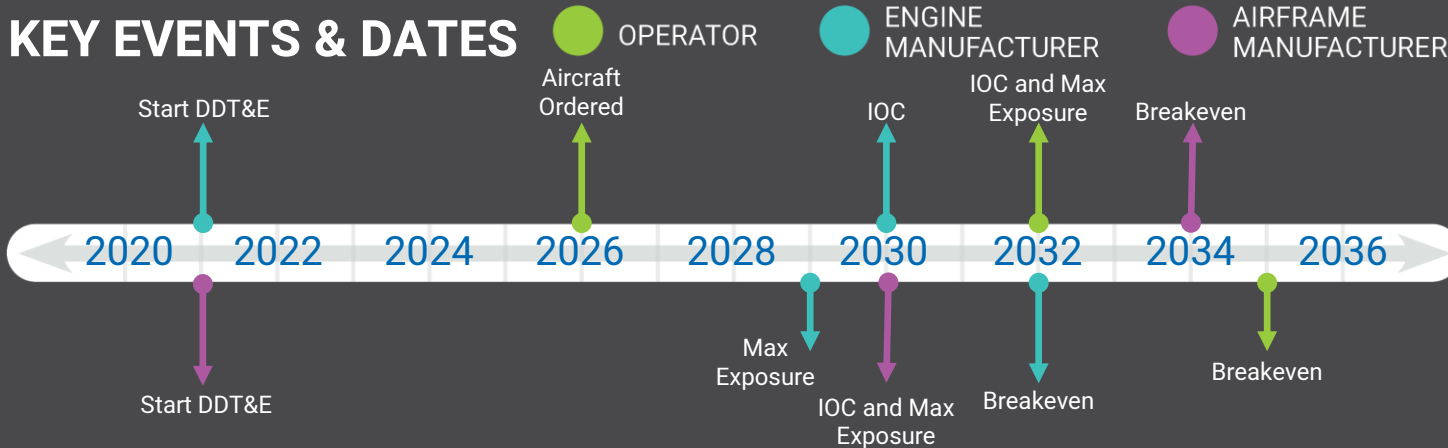 KEY EVENTS & DATES
OPERATOR
ENGINE
MANUFACTURER
AIRFRAME
MANUFACTURER
Start DDT&E
Aircraft
Ordered
IOC
IOC and Max
Exposure
Breakeven
2020 2022 2024 2026 2028 2030 2032 2034 2036
Start DDT&E
Max
Exposure
IOC and Max
Exposure
Breakeven
Breakeven